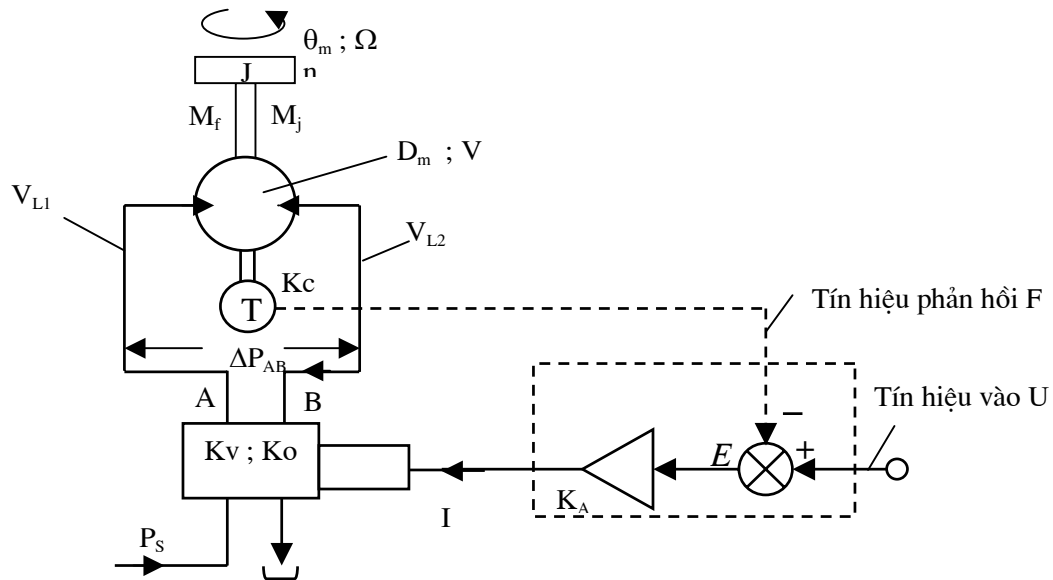 θm ; Ω
J n
Mf Mj
Dm ; V
VL1
VL2
Kc
T
Tín hiệu phản hồi F
ΔPAB
A B
Tín hiệu vào U
−
Kv ; Ko
E +
KA
I
PS